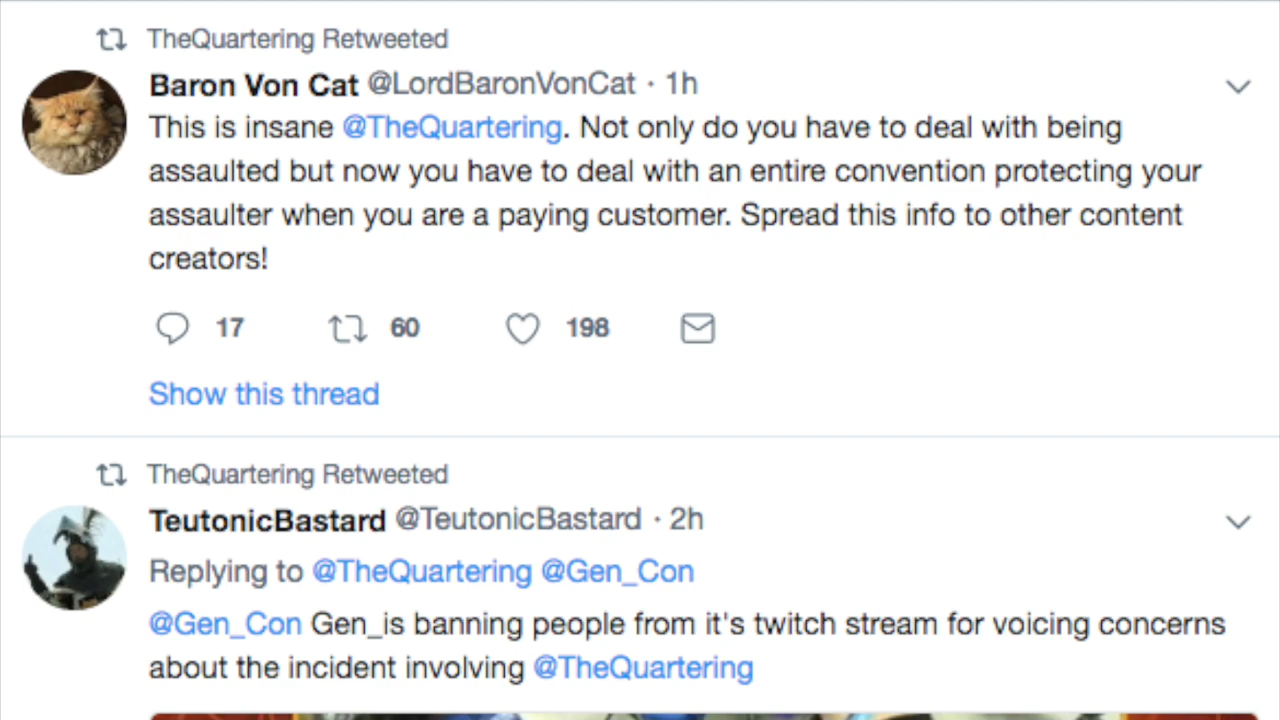 TheQuartering Retweeted
Baron Von Cat @LordBaronVonCat · 1h
This is insane @TheQuartering. Not only do you have to deal with being
assaulted but now you have to deal with an entire convention protecting your
assaulter when you are a paying customer. Spread this info to other content
creators!
17 60 198
Show this thread
TheQuartering Retweeted
TeutonicBastard @TeutonicBastard · 2h
Replying to @TheQuartering @Gen_Con
@Gen_Con Gen_is banning people from it's twitch stream for voicing concerns
about the incident involving @TheQuartering